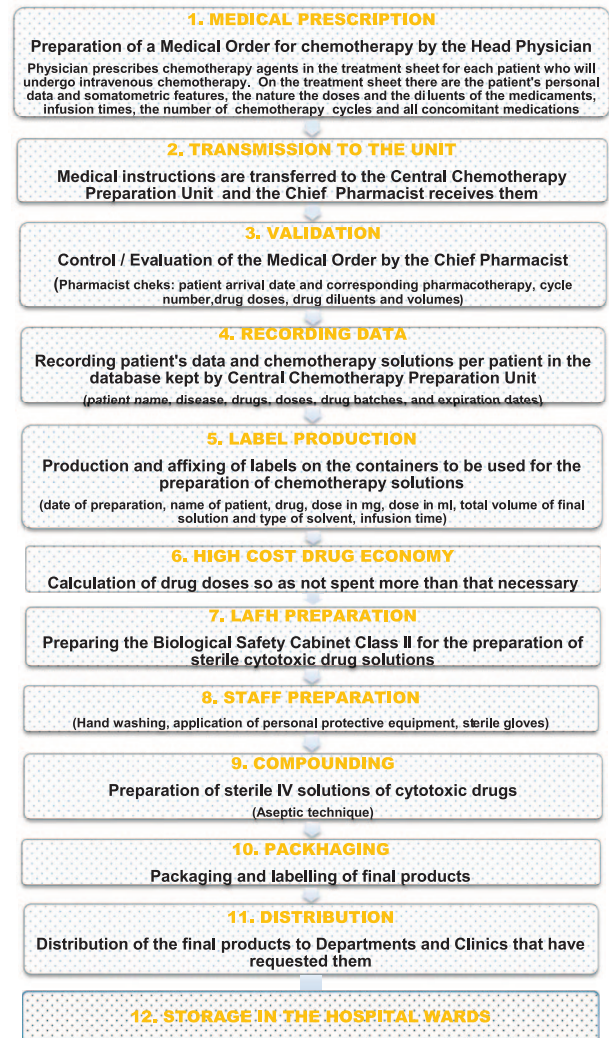 1. MEDICAL PRESCRIPTION
Preparation of a Medical Order for chemotherapy by the Head Physician
Physician prescribes chemotherapy agents in the treatment sheet for each patient who will
undergo intravenous chemotherapy. On the treatment sheet there are the patient's personal
data and somatometric features, the nature the doses and the diluents of the medicaments,
infusion times, the number of chemotherapy cycles and all concomitant medications
2. TRANSMISSION TO THE UNIT
Medical instructions are transferred to the Central Chemotherapy
Preparation Unit and the Chief Pharmacist receives them
3. VALIDATION
Control / Evaluation of the Medical Order by the Chief Pharmacist
(Pharmacist cheks: patient arrival date and corresponding pharmacotherapy, cycle
number,drug doses, drug diluents and volumes)
4. RECORDING DATA
Recording patient's data and chemotherapy solutions per patient in the
database kept by Central Chemotherapy Preparation Unit
(patient name, disease, drugs, doses, drug batches, and expiration dates)
5. LABEL PRODUCTION
Production and affixing of labels on the containers to be used for the
preparation of chemotherapy solutions
(date of preparation, name of patient, drug, dose in mg, dose in ml, total volume of final
solution and type of solvent, infusion time)
6. HIGH COST DRUG ECONOMY
Calculation of drug doses so as not spent more than that necessary
7. LAFH PREPARATION
Preparing the Biological Safety Cabinet Class II for the preparation of
sterile cytotoxic drug solutions
8. STAFF PREPARATION
(Hand washing, application of personal protective equipment, sterile gloves)
9. COMPOUNDING
Preparation of sterile IV solutions of cytotoxic drugs
(Aseptic technique)
10. PACKHAGING
Packaging and labelling of final products
11. DISTRIBUTION
Distribution of the final products to Departments and Clinics that have
requested them
12. STORAGE IN THE HOSPITAL WARDS